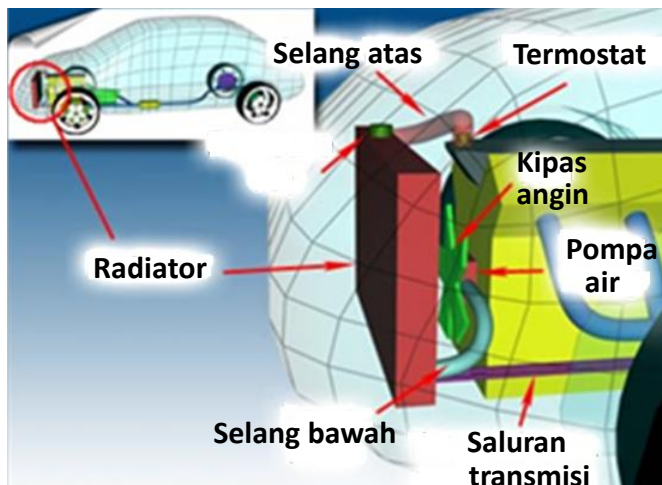 Selang atas
Termostat
Kipas
angin
Radiator
Pompa
air
Selang bawah
Saluran
transmisi